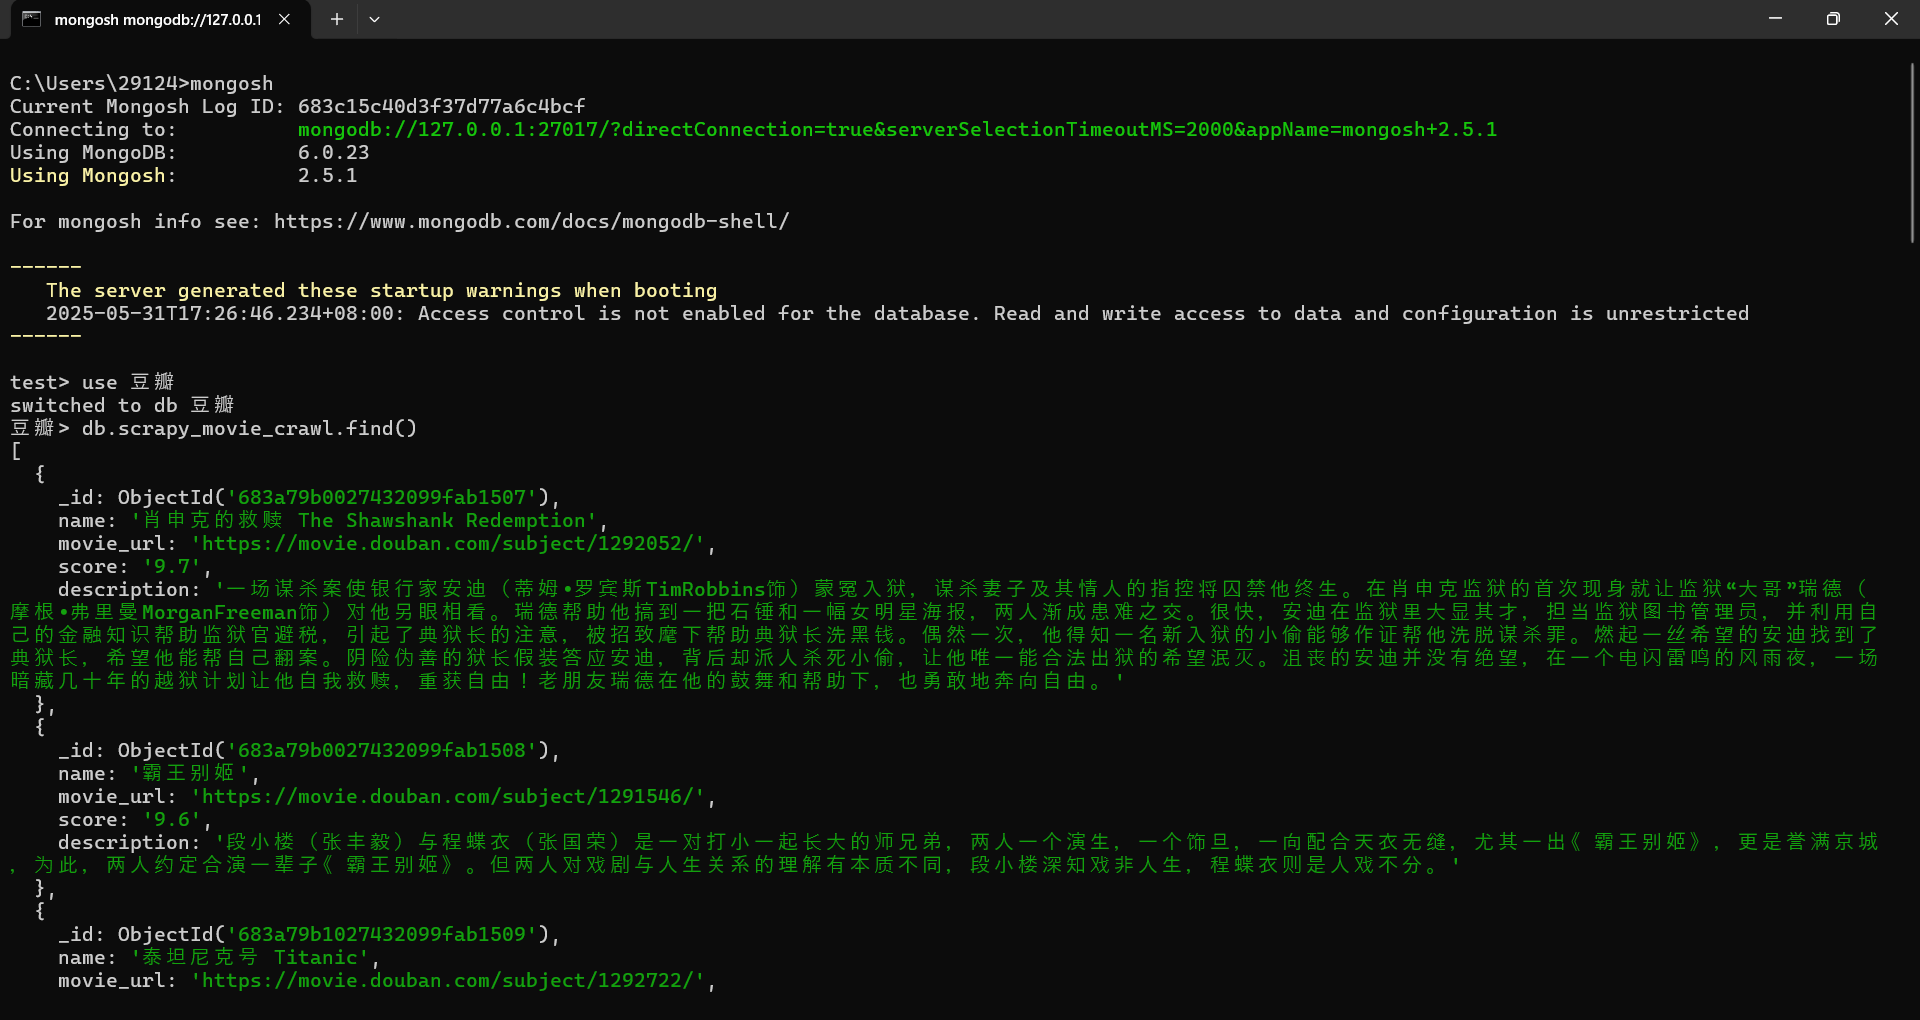 mongosh mongodb://127.0.0.1
C:\Users\29124>mongosh
Current Mongosh Log ID: 683c15c40d3f37d77a6c4bcf
Connecting to: mongodb://127.0.0.1:27017/?directConnection=true&serverSelectionTimeoutMS=2000&appName=mongosh+2.5.1
Using MongoDB: 6.0.23
Using Mongosh: 2.5.1
For mongosh info see: https://www.mongodb.com/docs/mongodb-shell/
------
The server generated these startup warnings when booting
2025-05-31T17:26:46.234+08:00: Access control is not enabled for the database. Read and write access to data and configuration is unrestricted
------
test> use 豆瓣
switched to db 豆瓣
豆瓣> db.scrapy_movie_crawl.find()
[
{
_id: ObjectId('683a79b0027432099fab1507'),
name: '肖申克的救赎 The Shawshank Redemption',
movie_url: 'https://movie.douban.com/subject/1292052/',
score: '9.7',
description: '一场谋杀案使银行家安迪（蒂姆•罗宾斯TimRobbins饰）蒙冤入狱，谋杀妻子及其情人的指控将囚禁他终生。在肖申克监狱的首次现身就让监狱“大哥”瑞德（
摩根•弗里曼MorganFreeman饰）对他另眼相看。瑞德帮助他搞到一把石锤和一幅女明星海报，两人渐成患难之交。很快，安迪在监狱里大显其才，担当监狱图书管理员，并利用自
己的金融知识帮助监狱官避税，引起了典狱长的注意，被招致麾下帮助典狱长洗黑钱。偶然一次，他得知一名新入狱的小偷能够作证帮他洗脱谋杀罪。燃起一丝希望的安迪找到了
典狱长，希望他能帮自己翻案。阴险伪善的狱长假装答应安迪，背后却派人杀死小偷，让他唯一能合法出狱的希望泯灭。沮丧的安迪并没有绝望，在一个电闪雷鸣的风雨夜，一场
暗藏几十年的越狱计划让他自我救赎，重获自由！老朋友瑞德在他的鼓舞和帮助下，也勇敢地奔向自由。'
},
{
_id: ObjectId('683a79b0027432099fab1508'),
name: '霸王别姬',
movie_url: 'https://movie.douban.com/subject/1291546/',
score: '9.6',
description: '段小楼（张丰毅）与程蝶衣（张国荣）是一对打小一起长大的师兄弟，两人一个演生，一个饰旦，一向配合天衣无缝，尤其一出《霸王别姬》，更是誉满京城
，为此，两人约定合演一辈子《霸王别姬》。但两人对戏剧与人生关系的理解有本质不同，段小楼深知戏非人生，程蝶衣则是人戏不分。'
},
{
_id: ObjectId('683a79b1027432099fab1509'),
name: '泰坦尼克号 Titanic',
movie_url: 'https://movie.douban.com/subject/1292722/',